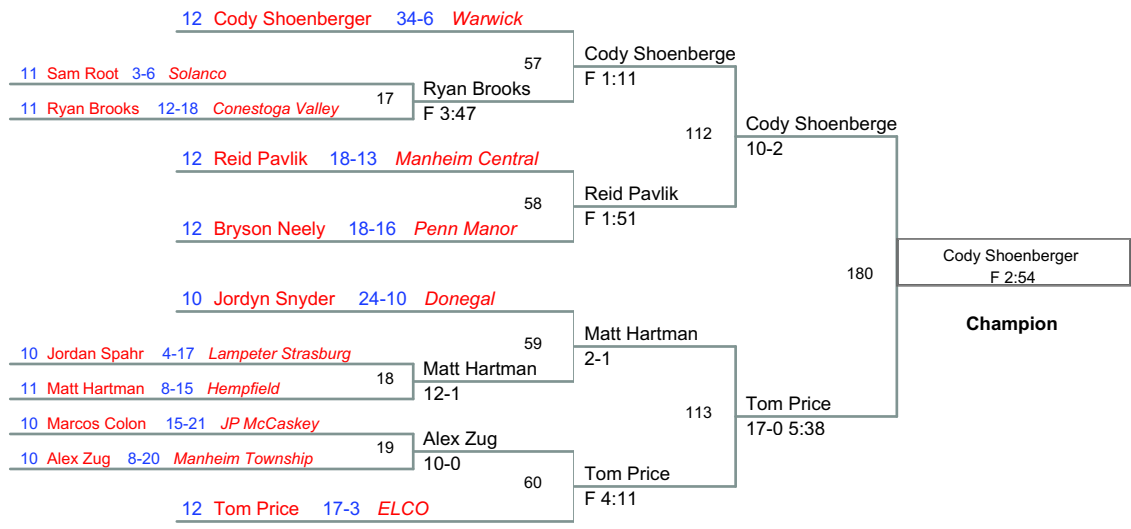 12 Cody Shoenberger 34-6 Warwick
57
Cody Shoenberge
F 1:11
11 Sam Root 3-6 Solanco
17
Ryan Brooks
F 3:47
11 Ryan Brooks 12-18 Conestoga Valley
112
Cody Shoenberge
10-2
12 Reid Pavlik 18-13 Manheim Central
58
Reid Pavlik
F 1:51
12 Bryson Neely 18-16 Penn Manor
180
Cody Shoenberger
F 2:54
Champion
10 Jordyn Snyder 24-10 Donegal
59
Matt Hartman
2-1
10 Jordan Spahr 4-17 Lampeter Strasburg
18
Matt Hartman
12-1
11 Matt Hartman 8-15 Hempfield
113
Tom Price
17-0 5:38
10 Marcos Colon 15-21 JP McCaskey
19
Alex Zug
10-0
10 Alex Zug 8-20 Manheim Township
60
Tom Price
F 4:11
12 Tom Price 17-3 ELCO